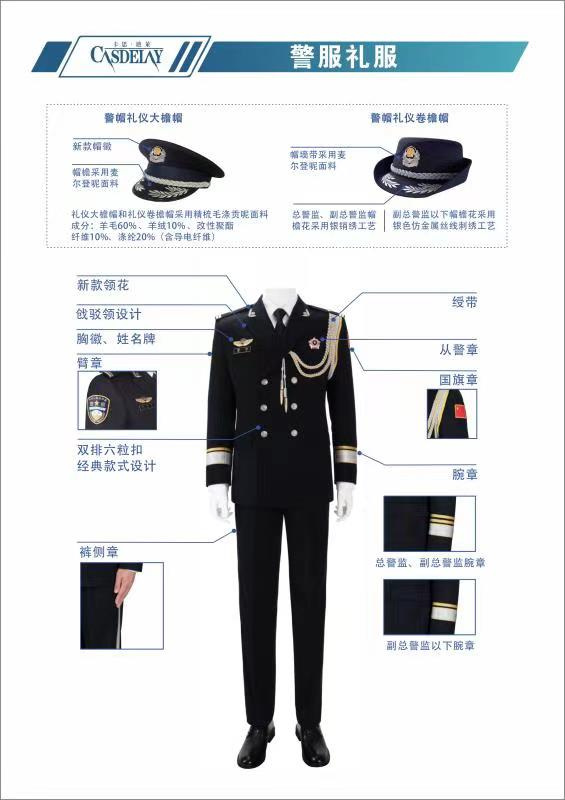 卡思·迪莱
CASDELAY
警服礼服
警帽礼仪大檐帽
新款帽徽
帽檐采用麦
尔登呢面料
礼仪大檐帽和礼仪卷檐帽采用精梳毛涤贡呢面料
成分：羊毛60%、羊绒10%、改性聚酯
纤维10%、涤纶20%（含导电纤维）
警帽礼仪卷檐帽
帽墙带采用麦
尔登呢面料
总警监、副总警监帽
檐花采用银销绣工艺
副总警监以下帽檐花采用
银色仿金属丝线刺绣工艺
新款领花
戗驳领设计
胸徽、姓名牌
臂章
双排六粒扣
经典款式设计
裤侧章
绶带
从警章
国旗章
腕章
总警监、副总警监腕章
副总警监以下腕章